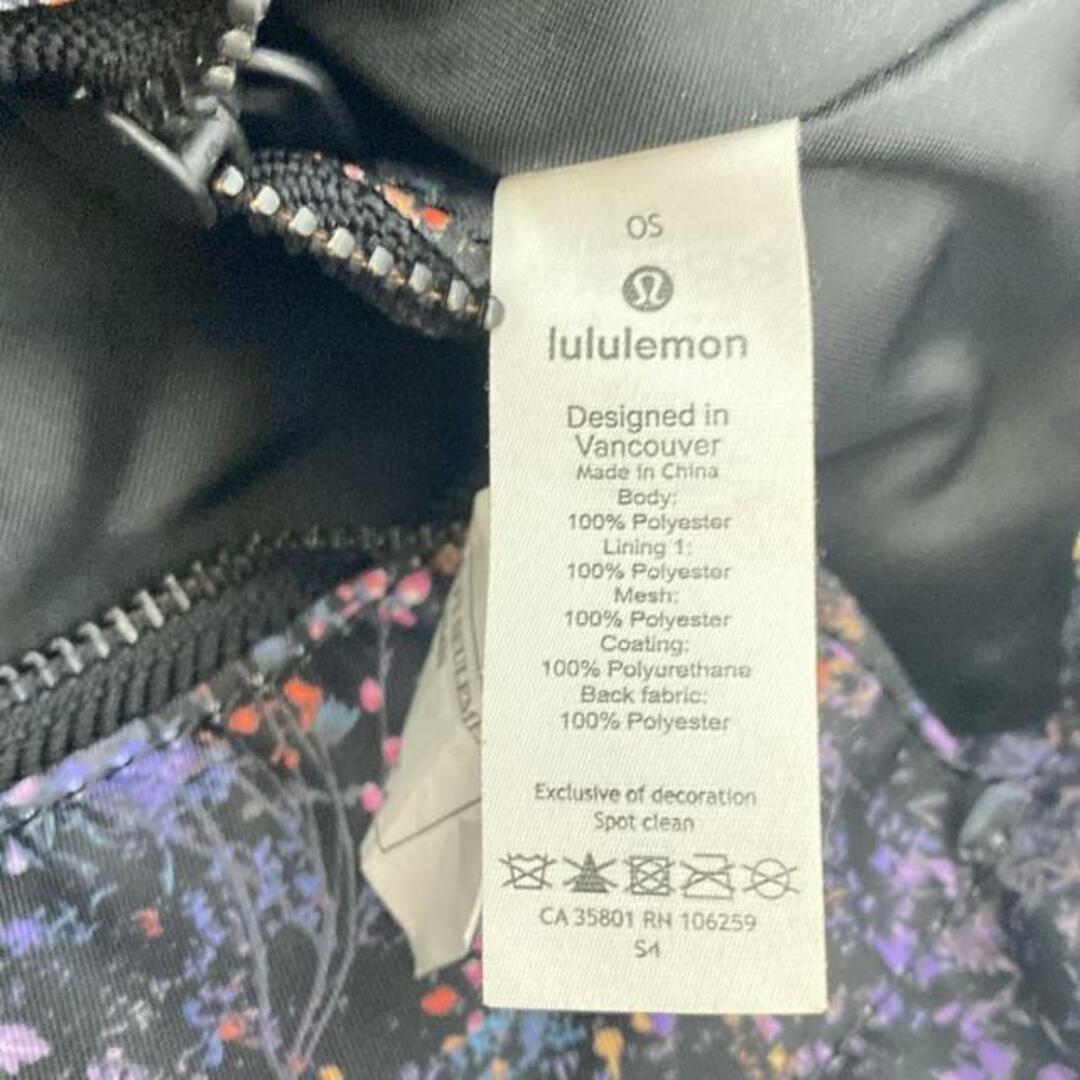 OS
lululemon
Designed in
Vancouver
Made in China
Body:
100% Polyester
Lining 1:
100% Polyester
Mesh:
100% Polyester
Coating:
100% Polyurethane
Back fabric:
100% Polyester
Exclusive of decoration
Spot clean
CA 35801 RN 106259
S4